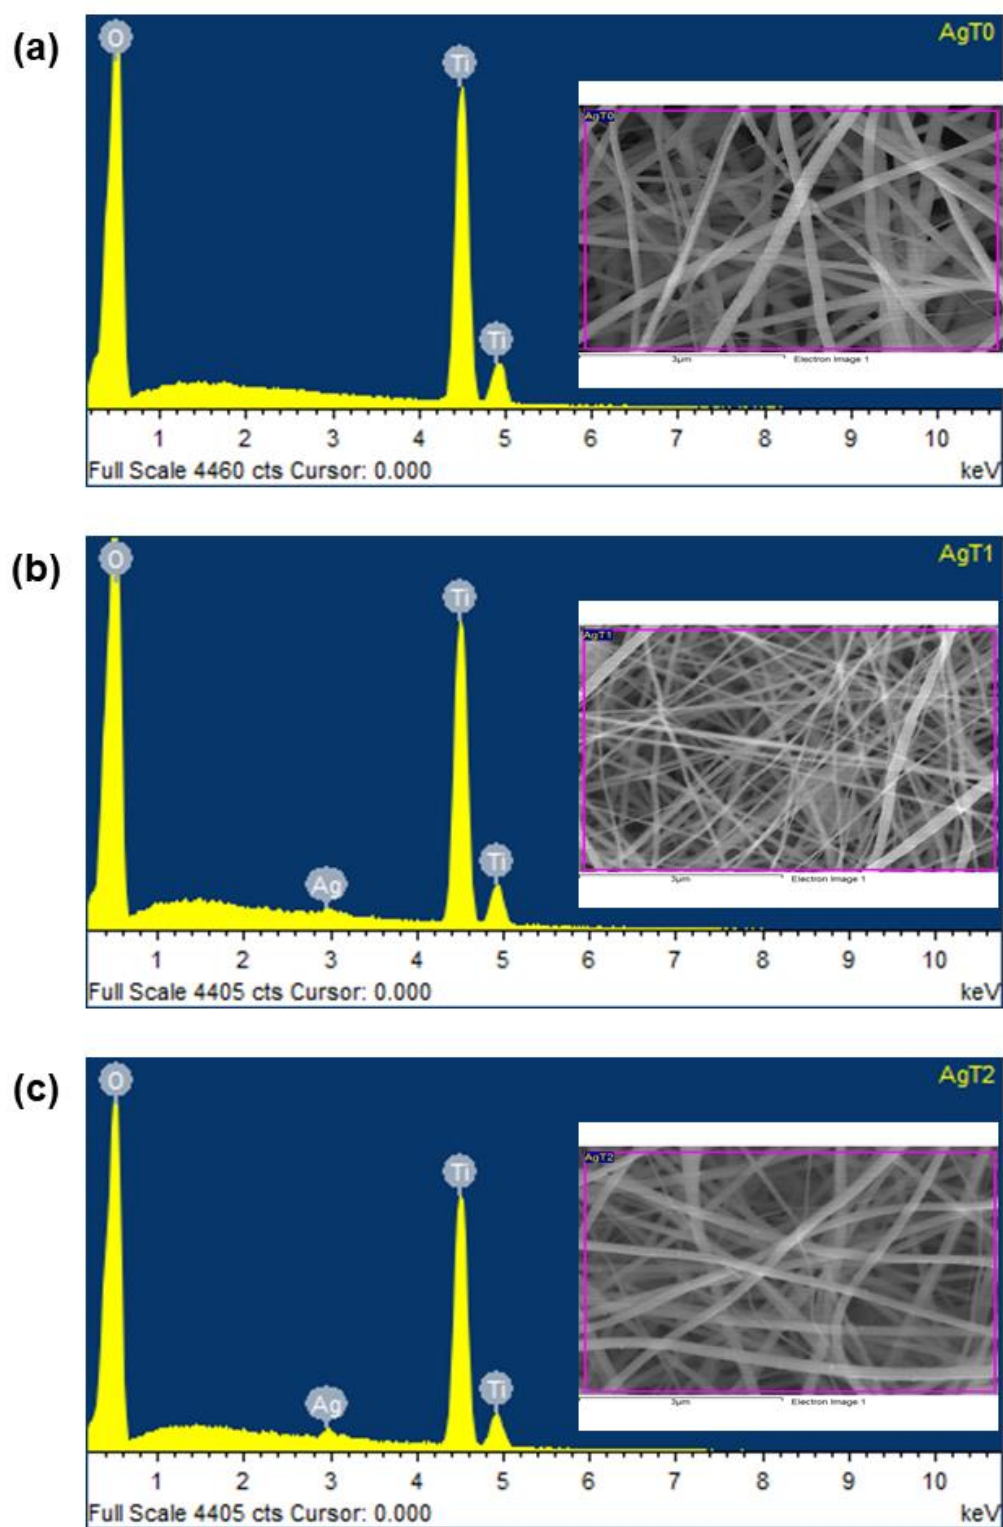 (a)
AgT0
O
Ti
Ti
AgT0
3μm
Electron Image 1
1 2 3 4 5 6 7 8 9 10
Full Scale 4460 cts Cursor: 0.000
keV
(b)
AgT1
O
Ti
Ag
Ti
AgT1
3μm
Electron Image 1
1 2 3 4 5 6 7 8 9 10
Full Scale 4405 cts Cursor: 0.000
keV
(c)
AgT2
O
Ti
Ag
Ti
AgT2
3μm
Electron Image 1
1 2 3 4 5 6 7 8 9 10
Full Scale 4405 cts Cursor: 0.000
keV